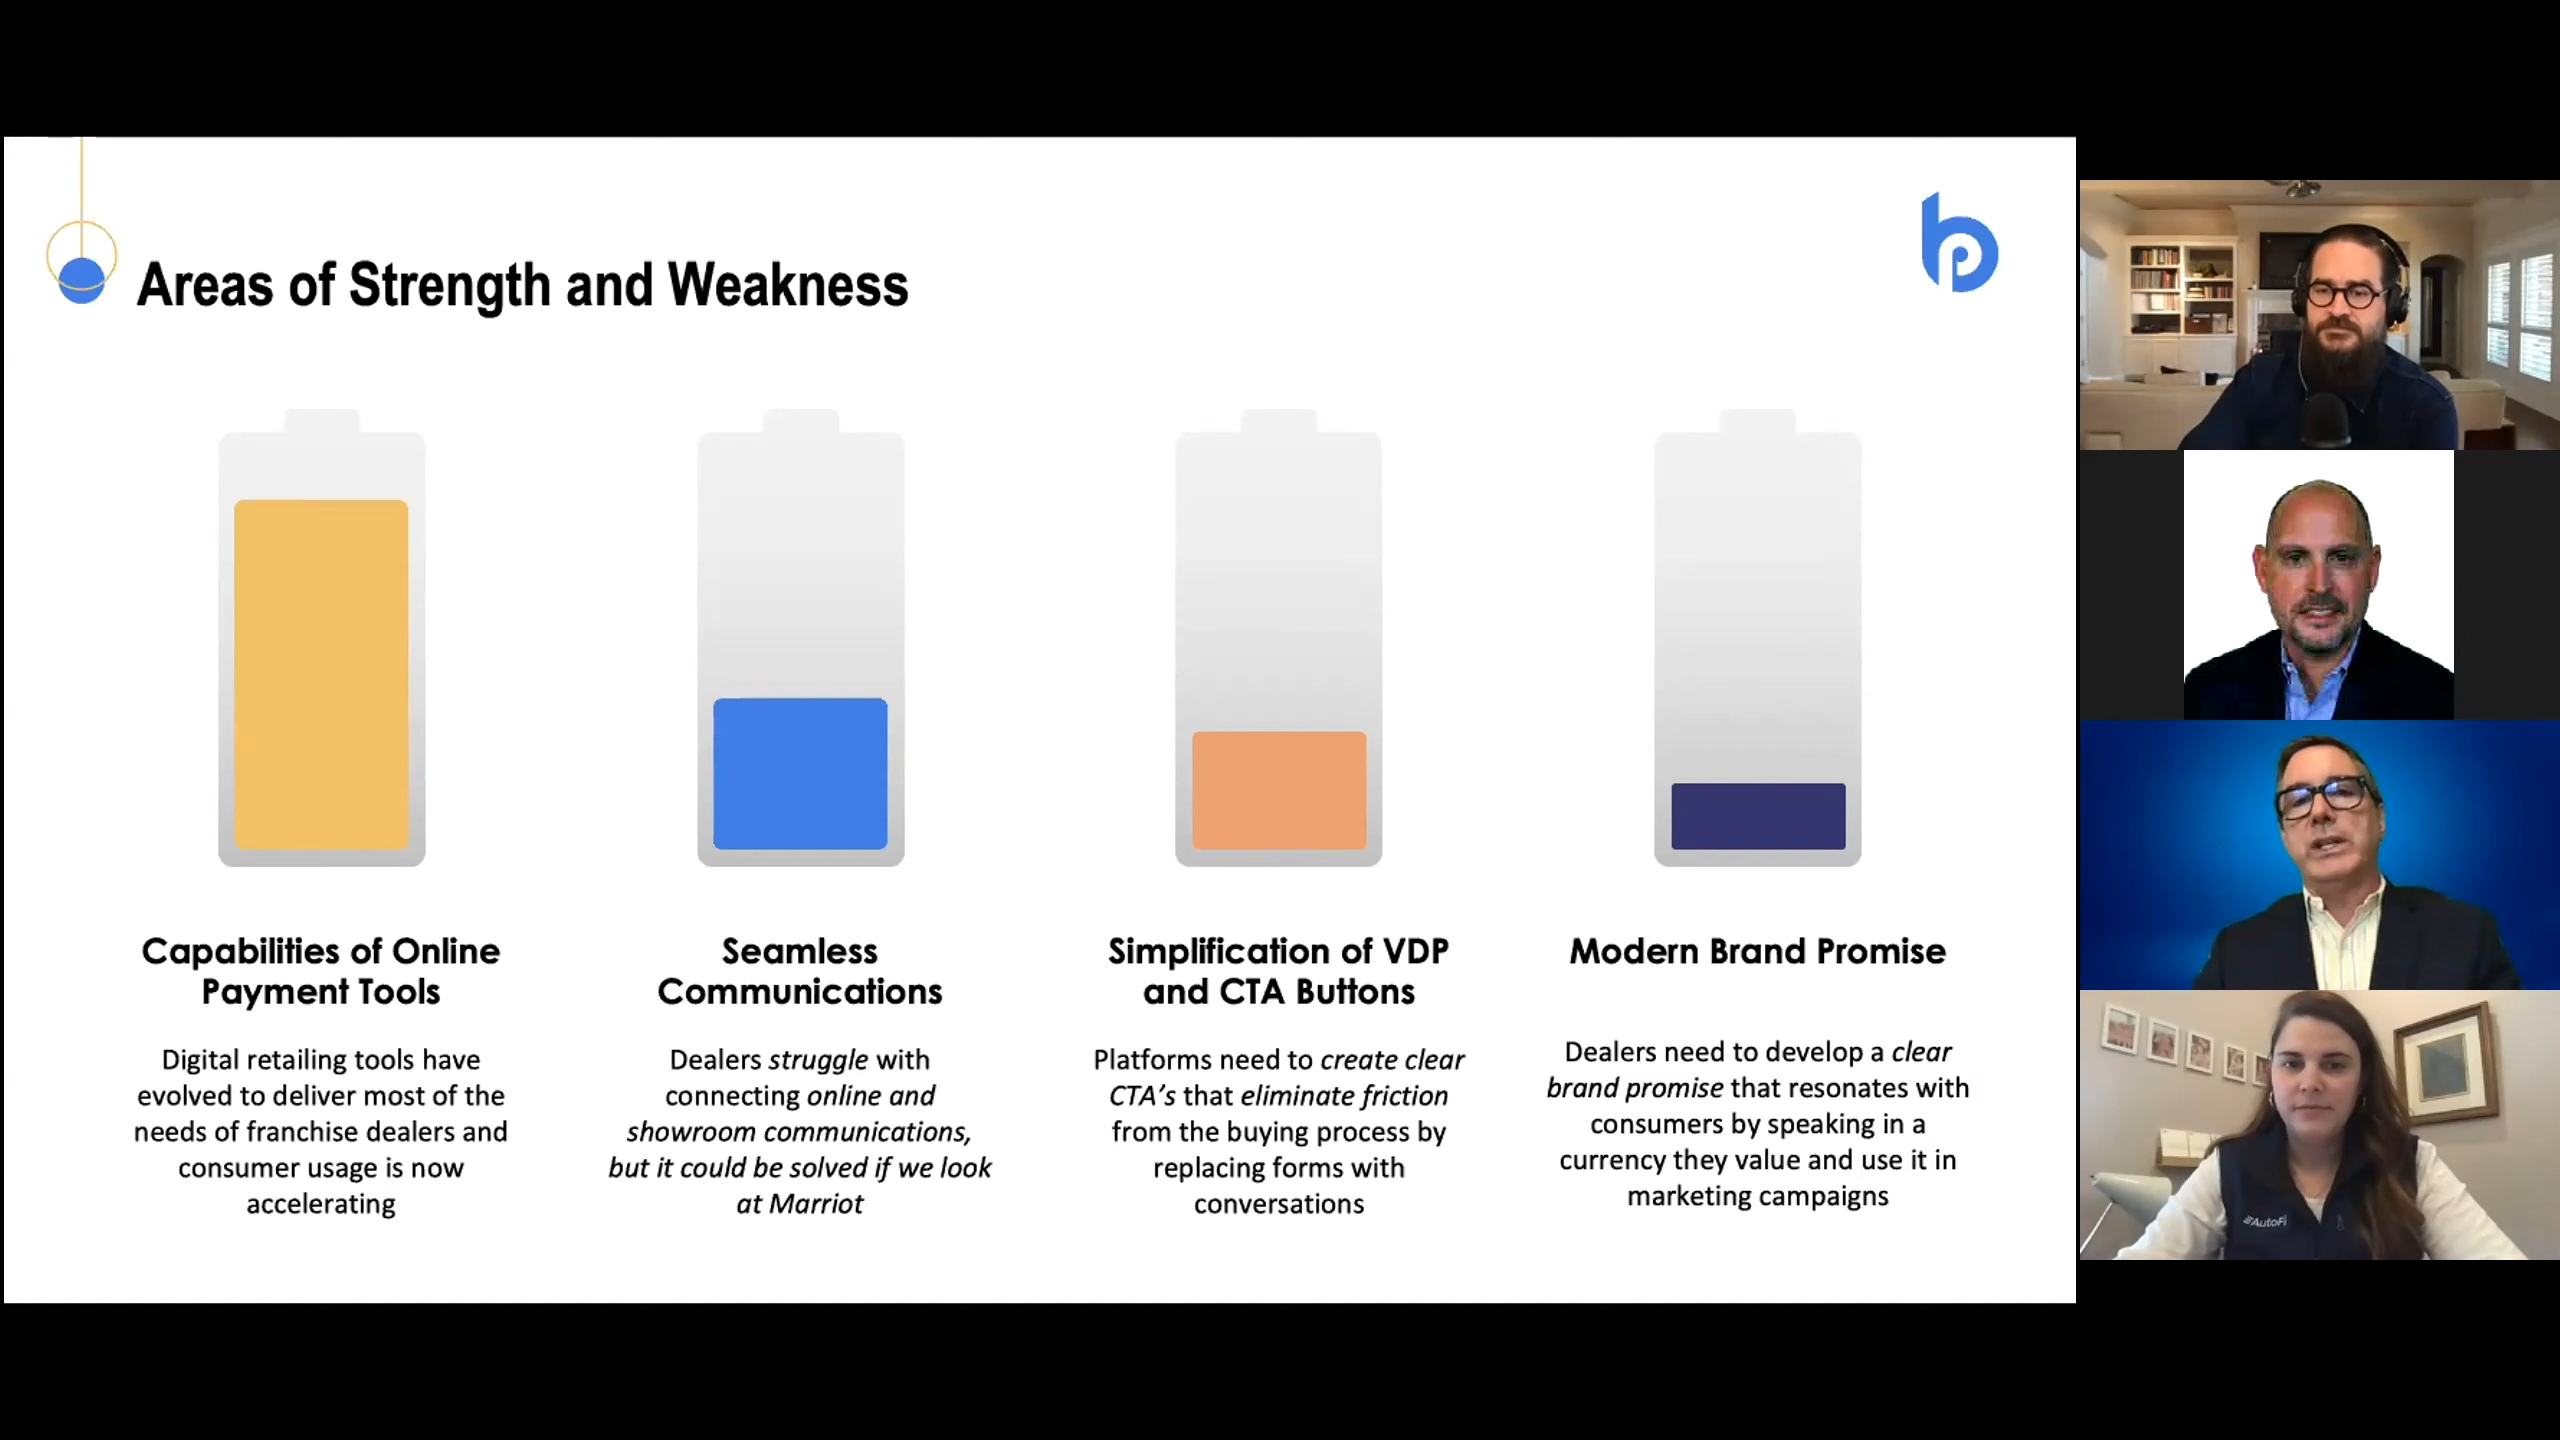 Areas of Strength and Weakness
Capabilities of Online
Payment Tools
Digital retailing tools have
evolved to deliver most of the
needs of franchise dealers and
consumer usage is now
accelerating
Seamless
Communications
Dealers struggle with
connecting online and
showroom communications,
but it could be solved if we look
at Marriot
Simplification of VDP
and CTA Buttons
Platforms need to create clear
CTA’s that eliminate friction
from the buying process by
replacing forms with
conversations
Modern Brand Promise
Dealers need to develop a clear
brand promise that resonates with
consumers by speaking in a
currency they value and use it in
marketing campaigns
AutoFi